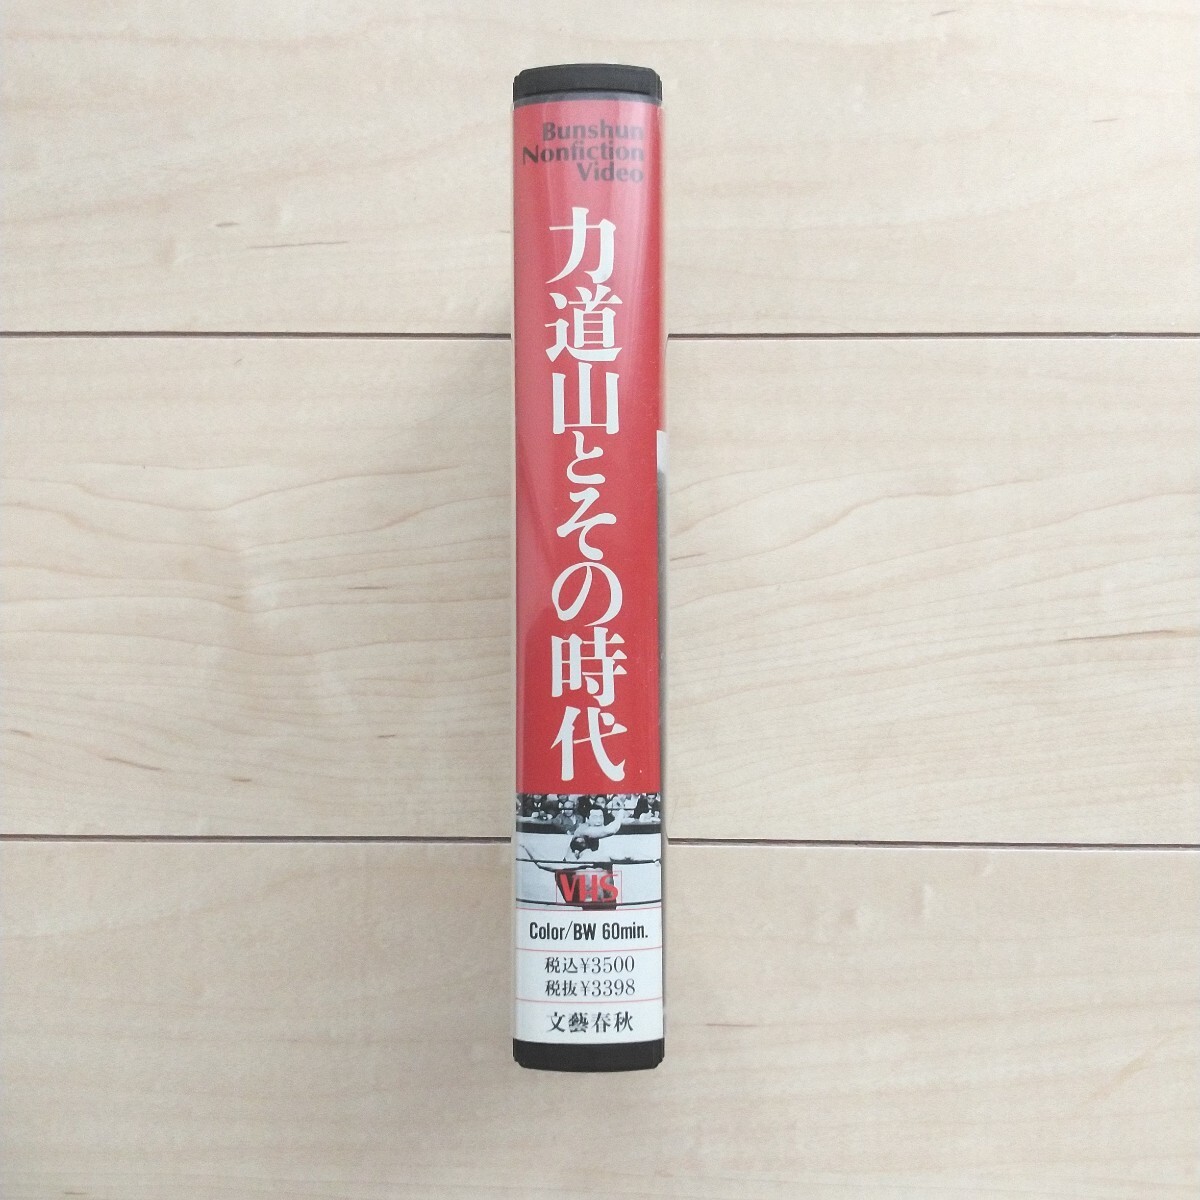 Bunshun
Nonfiction
Video
力道山とその時代
VHS
Color/BW 60min.
税込¥3500
税抜¥3398
文藝春秋